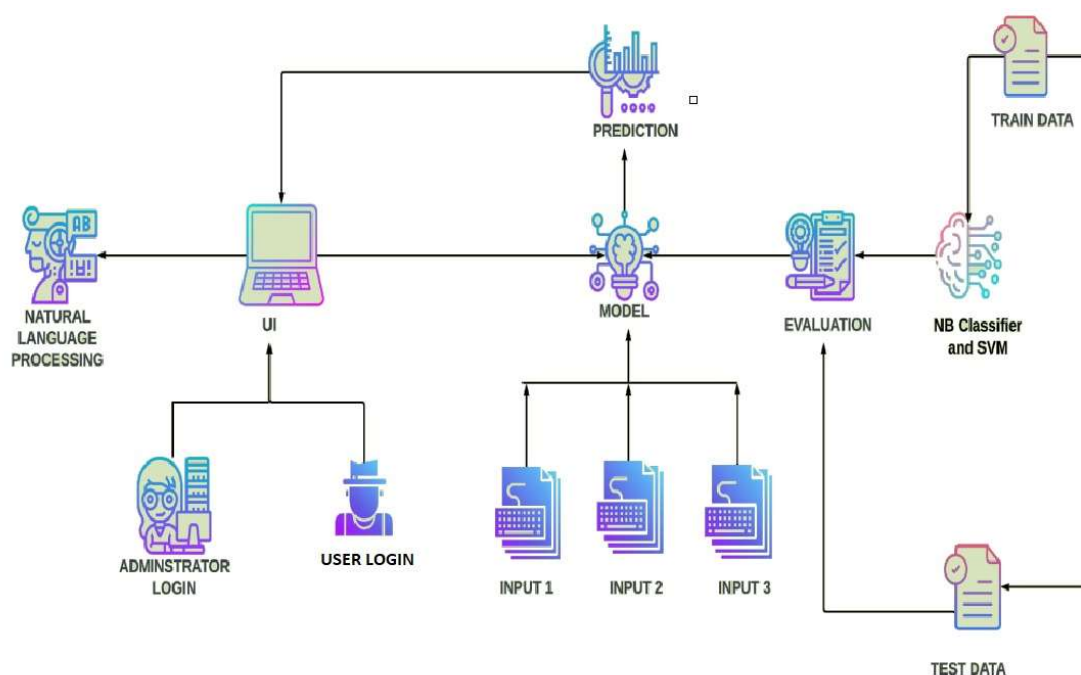 PREDICTION
TRAIN DATA
AB
NATURAL
LANGUAGE
PROCESSING
UI
MODEL
EVALUATION
NB Classifier
and SVM
ADMINSTRATOR
LOGIN
USER LOGIN
INPUT 1
INPUT 2
INPUT 3
TEST DATA